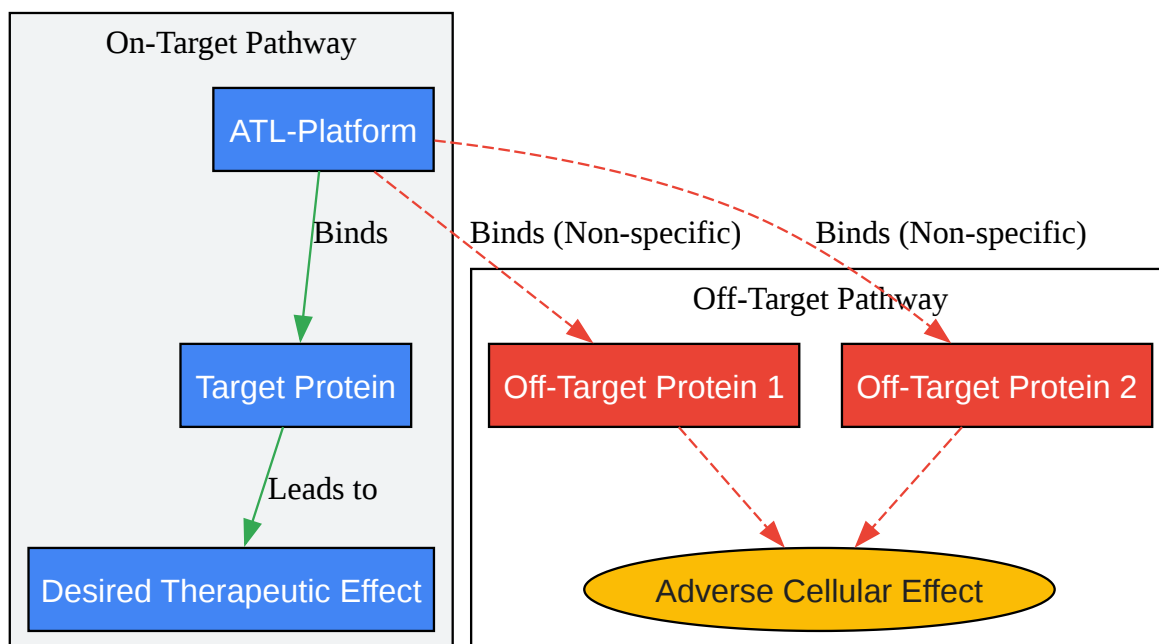 On-Target Pathway
ATL-Platform
Binds
Binds (Non-specific)
Binds (Non-specific)
Off-Target Pathway
Target Protein
Off-Target Protein 1
Off-Target Protein 2
Leads to
Desired Therapeutic Effect
Adverse Cellular Effect